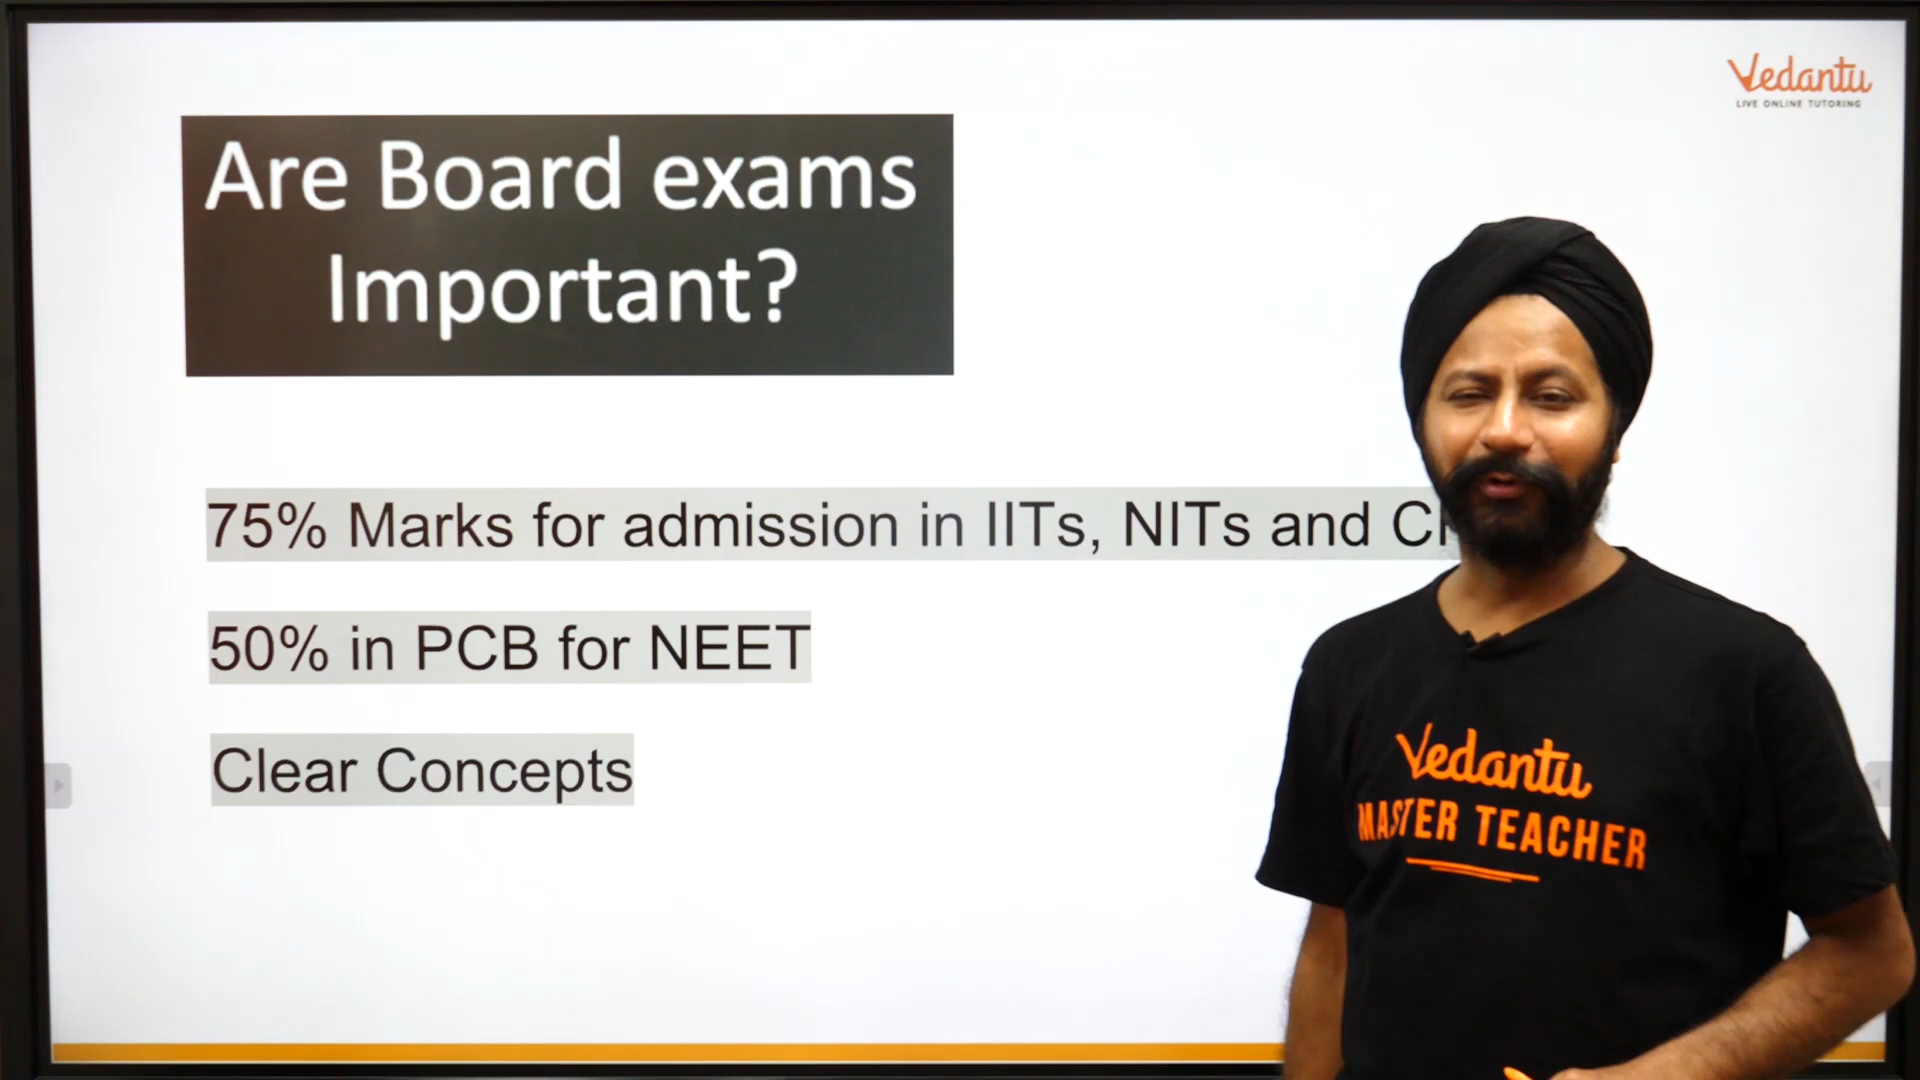 Vedantu
LIVE ONLINE TUTORING
Are Board exams
Important?
75% Marks for admission in IITs, NITs and
50% in PCB for NEET
Clear Concepts
Vedantu
MASTER TEACHER